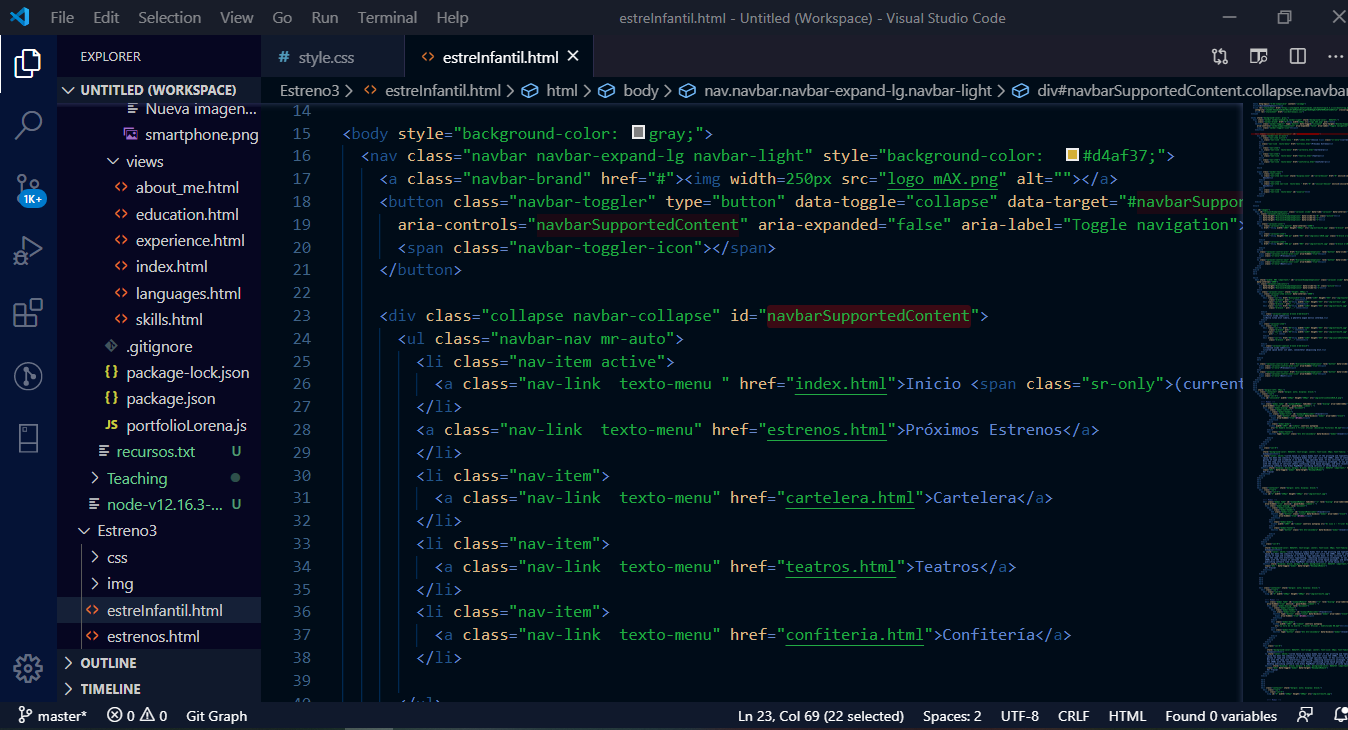 File Edit Selection View Go Run Terminal Help estreInfantil.html - Untitled (Workspace) - Visual Studio Code
EXPLORER
# style.css
<> estreInfantil.html ×
UNTITLED (WORKSPACE)
Estreno3 > <> estreInfantil.html > html > body > nav.navbar.navbar-expand-lg.navbar-light > div#navbarSupportedContent.collapse.navba
Nueva imagen...
smartphone.png
views
about_me.html
education.html
experience.html
index.html
languages.html
skills.html
.gitignore
{} package-lock.json
{} package.json
JS portfolioLorena.js
recursos.txt U
Teaching
node-v12.16.3-... U
Estreno3
css
img
<> estreInfantil.html
<> estrenos.html
OUTLINE
TIMELINE
1K+
14
15 <body style="background-color: gray;">
16 <nav class="navbar navbar-expand-lg navbar-light" style="background-color: #d4af37;">
17 <a class="navbar-brand" href="#"><img width=250px src="logo mAX.png" alt=""></a>
18 <button class="navbar-toggler" type="button" data-toggle="collapse" data-target="#navbarSuppor
19 aria-controls="navbarSupportedContent" aria-expanded="false" aria-label="Toggle navigation">
20 <span class="navbar-toggler-icon"></span>
21 </button>
22
23 <div class="collapse navbar-collapse" id="navbarSupportedContent">
24 <ul class="navbar-nav mr-auto">
25 <li class="nav-item active">
26 <a class="nav-link  texto-menu " href="index.html">Inicio <span class="sr-only">(current
27 </li>
28 <a class="nav-link  texto-menu" href="estrenos.html">Próximos Estrenos</a>
29 </li>
30 <li class="nav-item">
31 <a class="nav-link  texto-menu" href="cartelera.html">Cartelera</a>
32 </li>
33 <li class="nav-item">
34 <a class="nav-link  texto-menu" href="teatros.html">Teatros</a>
35 </li>
36 <li class="nav-item">
37 <a class="nav-link  texto-menu" href="confiteria.html">Confitería</a>
38 </li>
39
master* 0 0 Git Graph Ln 23, Col 69 (22 selected) Spaces: 2 UTF-8 CRLF HTML Found 0 variables